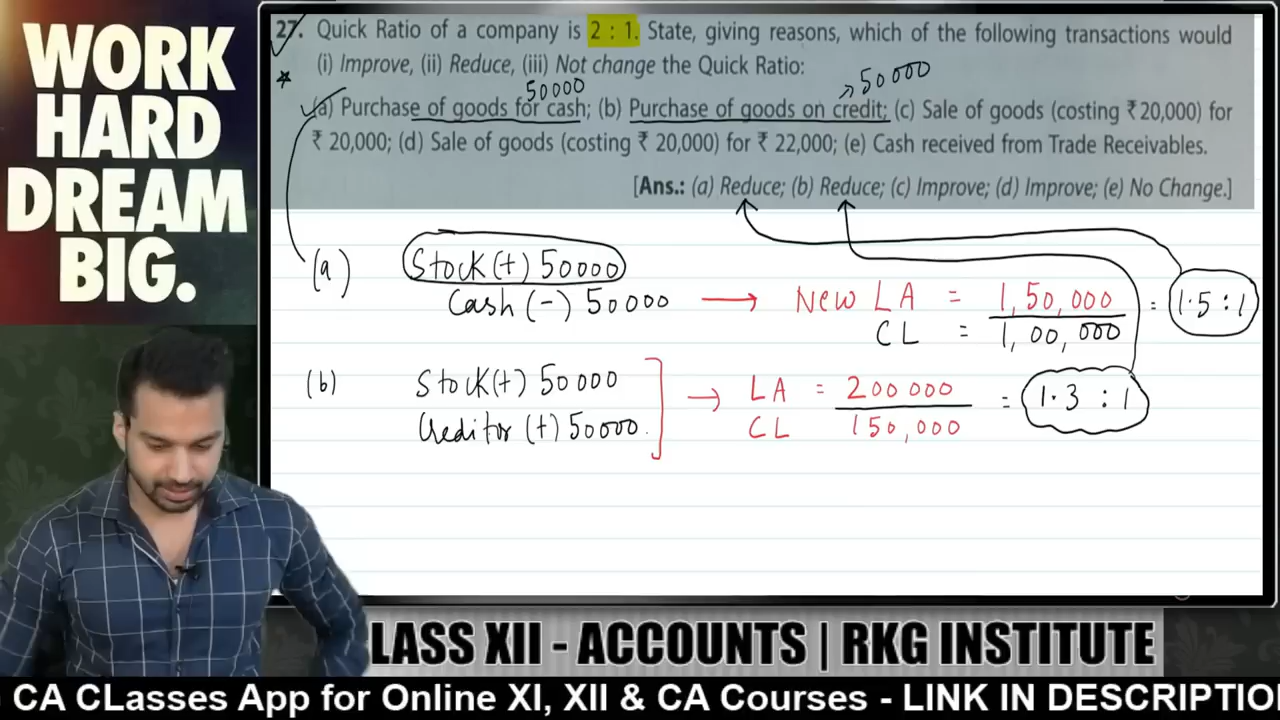 WORK
HARD
DREAM
BIG.
27. Quick Ratio of a company is 2 : 1. State, giving reasons, which of the following transactions would
(i) Improve, (ii) Reduce, (iii) Not change the Quick Ratio:
50000
50000
(a) Purchase of goods for cash; (b) Purchase of goods on credit; (c) Sale of goods (costing ₹ 20,000) for
₹ 20,000; (d) Sale of goods (costing ₹ 20,000) for ₹ 22,000; (e) Cash received from Trade Receivables.
[Ans.: (a) Reduce; (b) Reduce; (c) Improve; (d) Improve; (e) No Change.]
(a) Stock (+) 50000
Cash (-) 50000 → New LA = 1,50,000 = 1.5 : 1
CL = 1,00,000
(b) Stock (+) 50000 → LA = 200000 = 1.3 : 1
Creditor (+) 50000. CL 150,000
LASS XII - ACCOUNTS | RKG INSTITUTE
CA CLasses App for Online XI, XII & CA Courses - LINK IN DESCRIPTIO